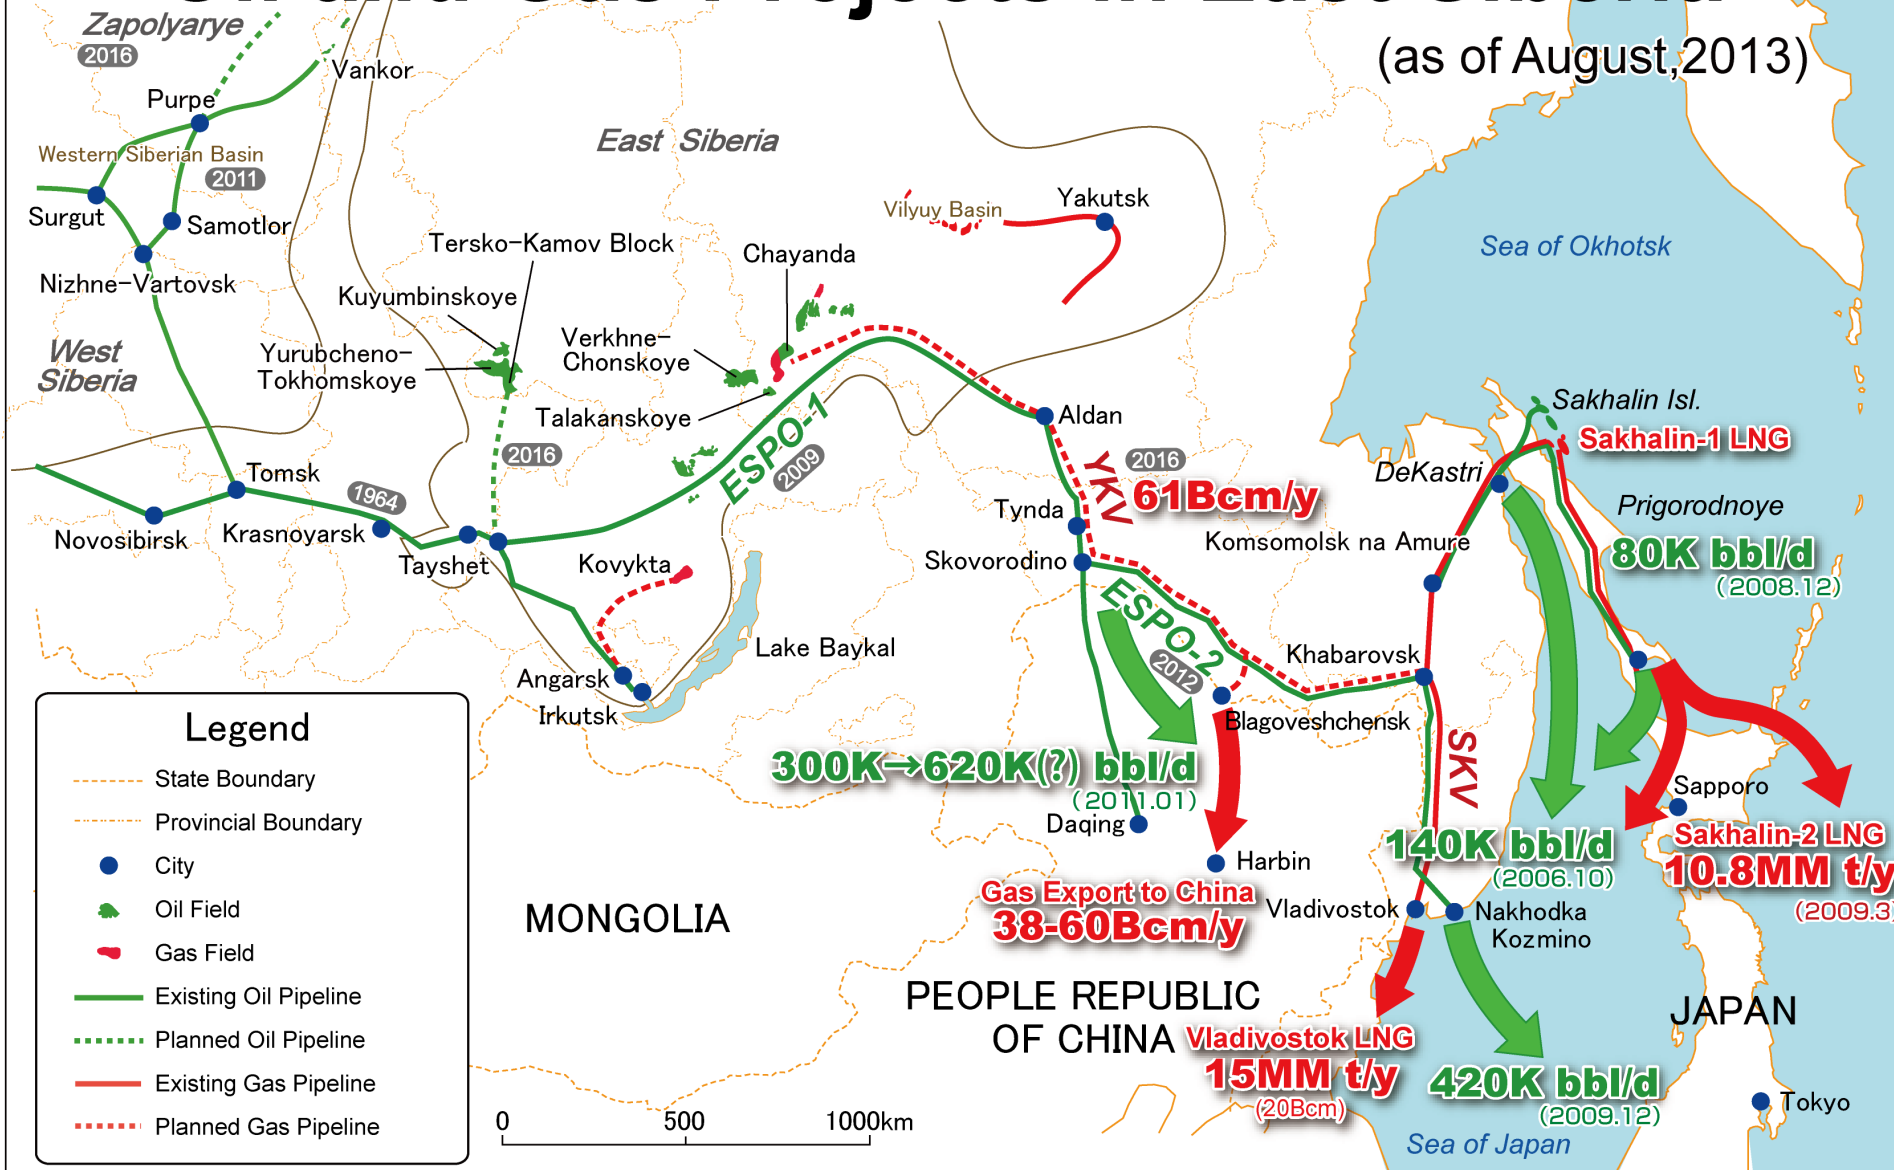 Oil and Gas Projects in East Siberia
(as of August,2013)
Zapolyarye
2016
Vankor
Purpe
Western Siberian Basin
2011
Surgut
Samotlor
Nizhne-Vartovsk
West
Siberia
East Siberia
Vilyuy Basin
Yakutsk
Sea of Okhotsk
Tersko-Kamov Block
Kuyumbinskoye
Yurubcheno-
Tokhomskoye
Chayanda
Verkhne-
Chonskoye
Talakanskoye
2016
ESPO-1
2009
Aldan
YKV
2016
61Bcm/y
Tynda
Skovorodino
Sakhalin Isl.
Sakhalin-1 LNG
DeKastri
Prigorodnoye
80K bbl/d
(2008.12)
Komsomolsk na Amure
Tomsk
1964
Novosibirsk
Krasnoyarsk
Tayshet
Kovykta
Angarsk
Irkutsk
Lake Baykal
ESPO-2
2012
Khabarovsk
Blagoveshchensk
SKV
300K→620K(?) bbl/d
(2011.01)
Daqing
Harbin
Gas Export to China
38-60Bcm/y
140K bbl/d
(2006.10)
Sapporo
Sakhalin-2 LNG
10.8MM t/y
(2009.3)
Vladivostok
Nakhodka
Kozmino
MONGOLIA
PEOPLE REPUBLIC
OF CHINA
JAPAN
Vladivostok LNG
15MM t/y
(20Bcm)
420K bbl/d
(2009.12)
Tokyo
Sea of Japan
Legend
State Boundary
Provincial Boundary
City
Oil Field
Gas Field
Existing Oil Pipeline
Planned Oil Pipeline
Existing Gas Pipeline
Planned Gas Pipeline
0 500 1000km